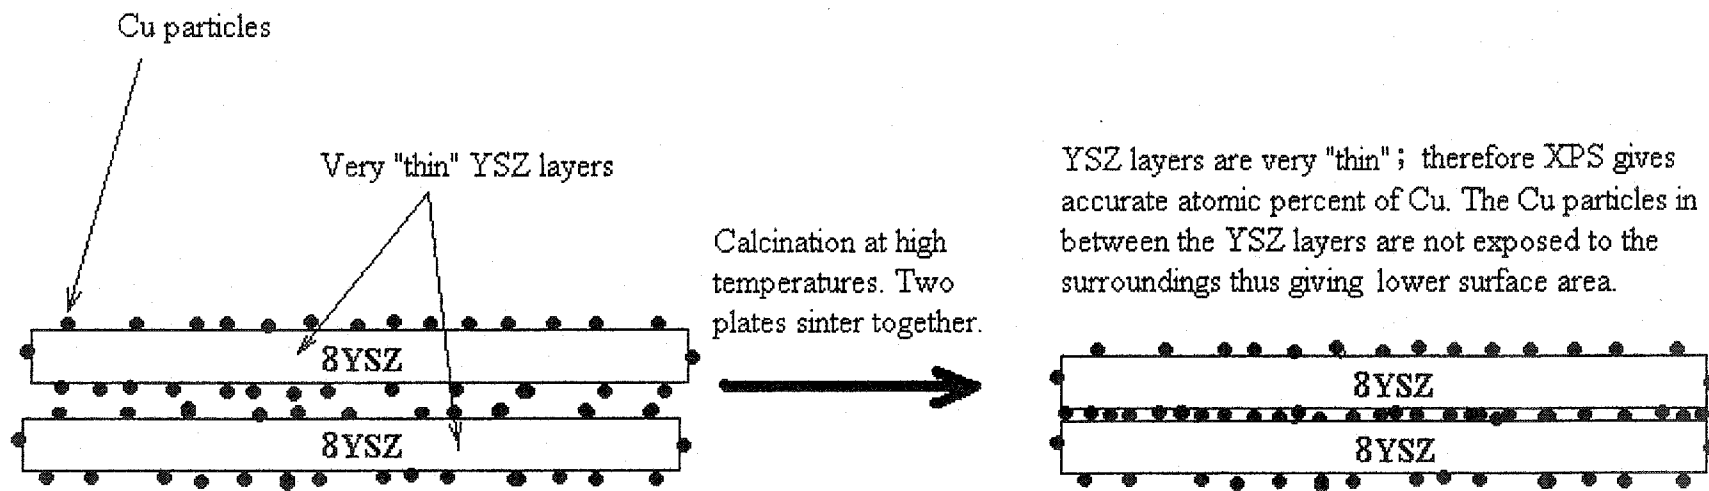 Cu particles
Very "thin" YSZ layers
8YSZ
8YSZ
Calcination at high
temperatures. Two
plates sinter together.
YSZ layers are very "thin"; therefore XPS gives
accurate atomic percent of Cu. The Cu particles in
between the YSZ layers are not exposed to the
surroundings thus giving lower surface area.
8YSZ
8YSZ